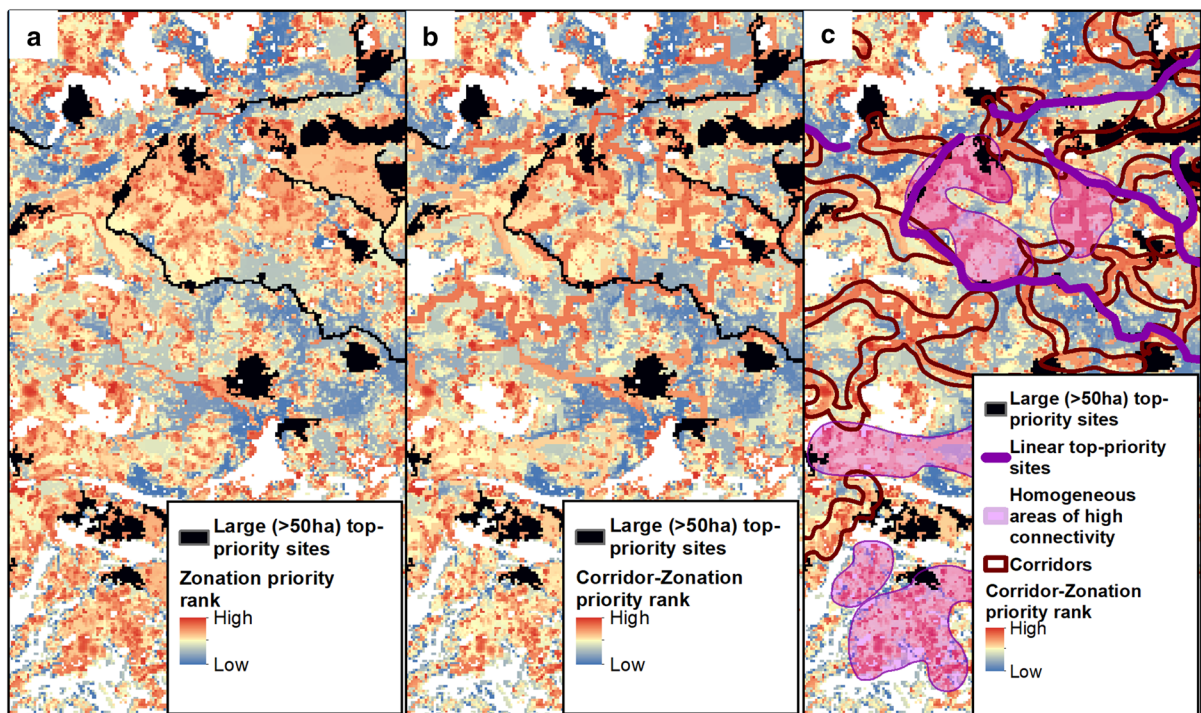 a
Large (>50ha) top-
priority sites
Zonation priority
rank
High
Low
b
Large (>50ha) top-
priority sites
Corridor-Zonation
priority rank
High
Low
c
Large (>50ha) top-
priority sites
Linear top-priority
sites
Homogeneous
areas of high
connectivity
Corridors
Corridor-Zonation
priority rank
High
Low